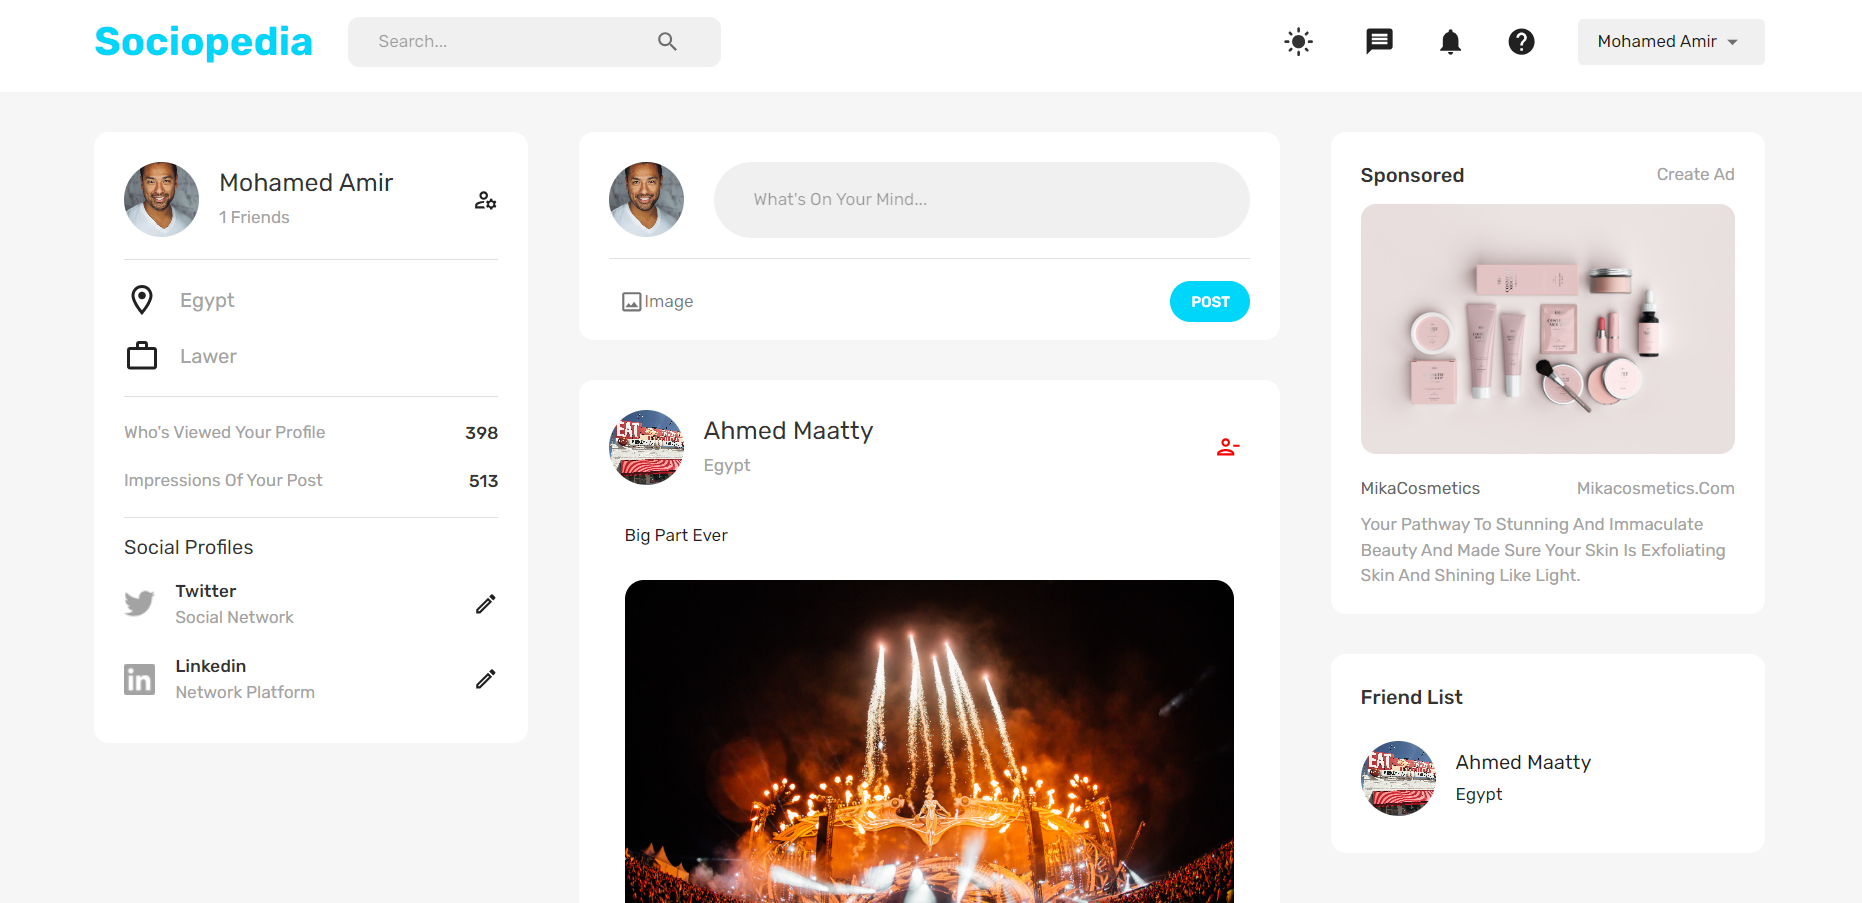 Sociopedia
Search...
Mohamed Amir
Mohamed Amir
1 Friends
Egypt
Lawer
Who's Viewed Your Profile 398
Impressions Of Your Post 513
Social Profiles
Twitter
Social Network
Linkedin
Network Platform
What's On Your Mind...
Image
POST
Ahmed Maatty
Egypt
EAT
Big Part Ever
Sponsored
Create Ad
MikaCosmetics
Mikacosmetics.Com
Your Pathway To Stunning And Immaculate
Beauty And Made Sure Your Skin Is Exfoliating
Skin And Shining Like Light.
Friend List
EAT
Ahmed Maatty
Egypt